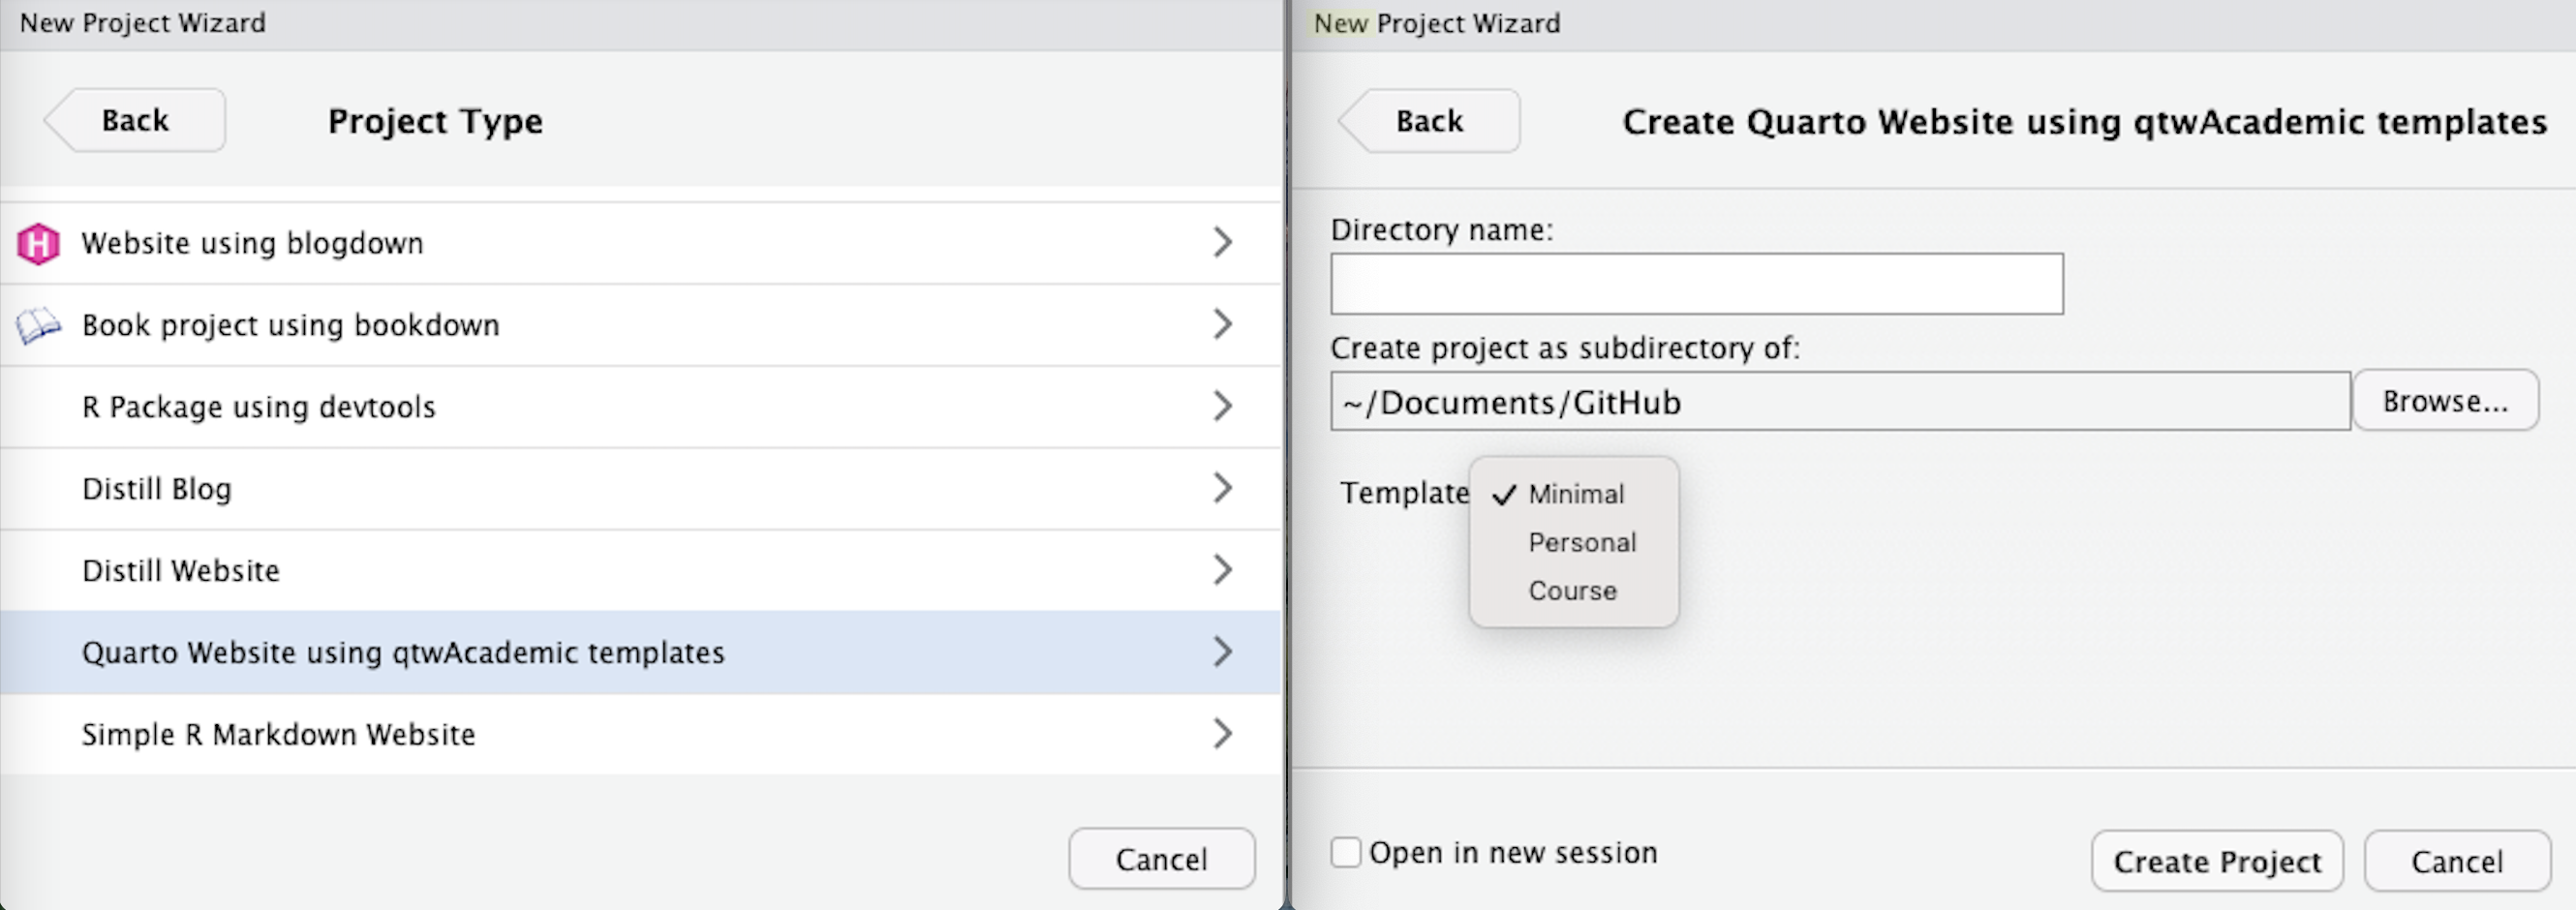 New Project Wizard
Back
Project Type
H
Website using blogdown
Book project using bookdown
R Package using devtools
Distill Blog
Distill Website
Quarto Website using qtwAcademic templates
Simple R Markdown Website
Cancel
New Project Wizard
Back
Create Quarto Website using qtwAcademic templates
Directory name:
Create project as subdirectory of:
~/Documents/GitHub
Browse...
Template
✓ Minimal
Personal
Course
Open in new session
Create Project
Cancel